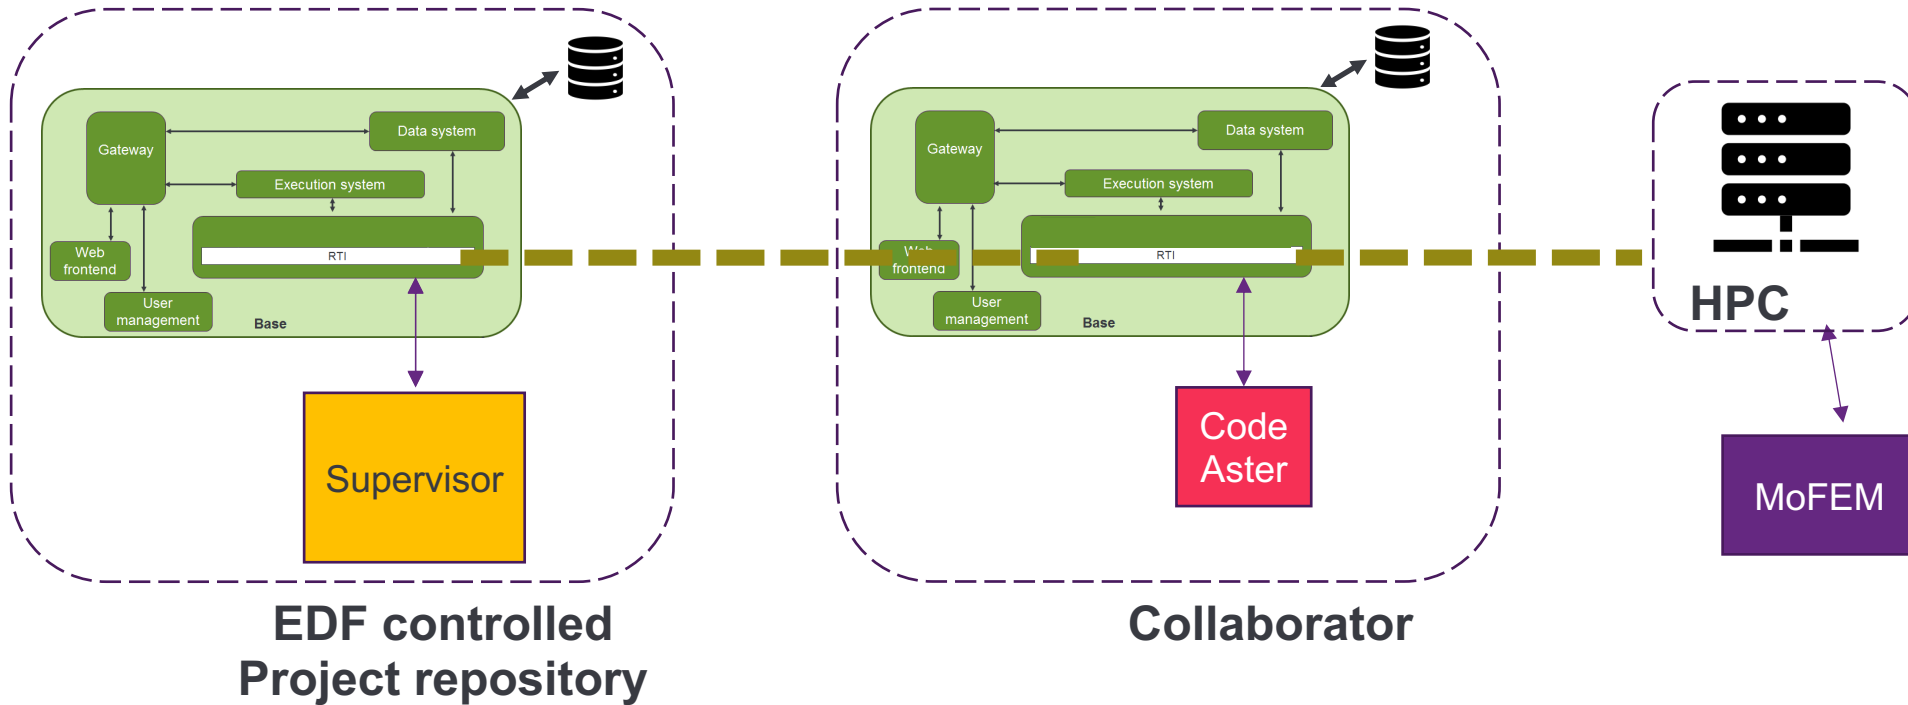 Gateway
Data system
Execution system
Web
frontend
RTI
User
management
Base
Supervisor
EDF controlled
Project repository
Gateway
Data system
Execution system
Web
frontend
RTI
User
management
Base
Code
Aster
Collaborator
HPC
MoFEM